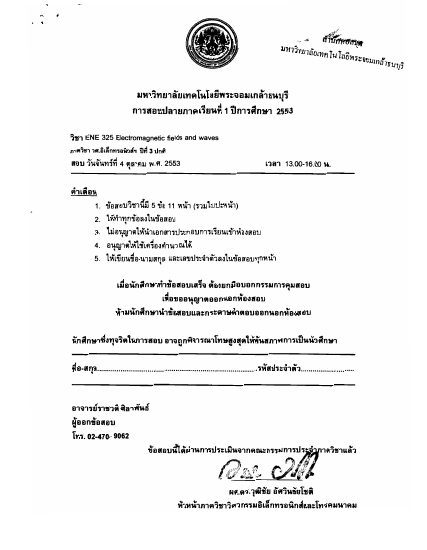 สำนักหอสมุด
มหาวิทยาลัยเทคโนโลยีพระจอมเกล้าธนบุรี
มหาวิทยาลัยเทคโนโลยีพระจอมเกล้าธนบุรี
การสอบปลายภาคเรียนที่ 1 ปีการศึกษา 2553
วิชา ENE 325 Electromagnetic fields and waves
ภาควิชา วศ.อิเล็กทรอนิกส์ฯ ปีที่ 3 ปกติ
สอบ วันจันทร์ที่ 4 ตุลาคม พ.ศ. 2553 เวลา 13.00-16.00 น.
คำเตือน
1. ข้อสอบวิชานี้มี 5 ข้อ 11 หน้า (รวมใบปะหน้า)
2. ให้ทำทุกข้อลงในข้อสอบ
3. ไม่อนุญาตให้นำเอกสารประกอบการเรียนเข้าห้องสอบ
4. อนุญาตให้ใช้เครื่องคำนวณได้
5. ให้เขียนชื่อ-นามสกุล และเลขประจำตัวลงในข้อสอบทุกหน้า
เมื่อนักศึกษาทำข้อสอบเสร็จ ต้องยกมือบอกกรรมการคุมสอบ
เพื่อขออนุญาตออกนอกห้องสอบ
ห้ามนักศึกษานำข้อสอบและกระดาษคำตอบออกนอกห้องสอบ
นักศึกษาซึ่งทุจริตในการสอบ อาจถูกพิจารณาโทษสูงสุดให้พ้นสภาพการเป็นนักศึกษา
ชื่อ-สกุล..............................รหัสประจำตัว....................
อาจารย์ราชวดี ศิลาพันธ์
ผู้ออกข้อสอบ
โทร. 02-470-9062
ข้อสอบนี้ได้ผ่านการประเมินจากคณะกรรมการประจำภาควิชาแล้ว
ผศ.ดร.วุฒิชัย อัศวินชัยโชติ
หัวหน้าภาควิชาวิศวกรรมอิเล็กทรอนิกส์และโทรคมนาคม